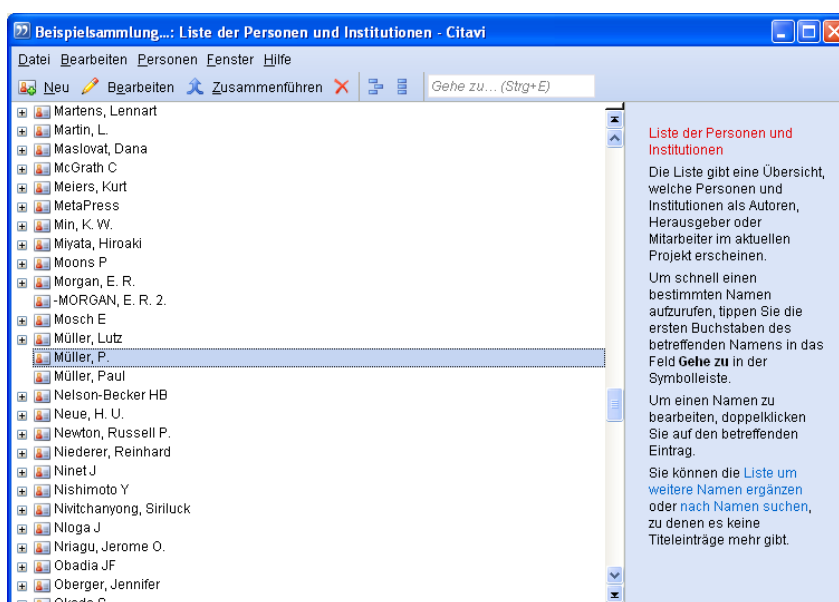 Beispielsammlung...: Liste der Personen und Institutionen - Citavi
Datei Bearbeiten Personen Fenster Hilfe
Neu Bearbeiten Zusammenführen Gehe zu... (Strg+E)
Martens, Lennart
Martin, L.
Maslovat, Dana
McGrath C
Meiers, Kurt
MetaPress
Min, K. W.
Miyata, Hiroaki
Moons P
Morgan, E. R.
-MORGAN, E. R. 2.
Mosch E
Müller, Lutz
Müller, P.
Müller, Paul
Nelson-Becker HB
Neue, H. U.
Newton, Russell P.
Niederer, Reinhard
Ninet J
Nishimoto Y
Nivitchanyong, Siriluck
Nloga J
Nriagu, Jerome O.
Obadia JF
Oberger, Jennifer
Liste der Personen und
Institutionen
Die Liste gibt eine Übersicht,
welche Personen und
Institutionen als Autoren,
Herausgeber oder
Mitarbeiter im aktuellen
Projekt erscheinen.
Um schnell einen
bestimmten Namen
aufzurufen, tippen Sie die
ersten Buchstaben des
betreffenden Namens in das
Feld Gehe zu in der
Symbolleiste.
Um einen Namen zu
bearbeiten, doppelklicken
Sie auf den betreffenden
Eintrag.
Sie können die Liste um
weitere Namen ergänzen
oder nach Namen suchen,
zu denen es keine
Titeleinträge mehr gibt.